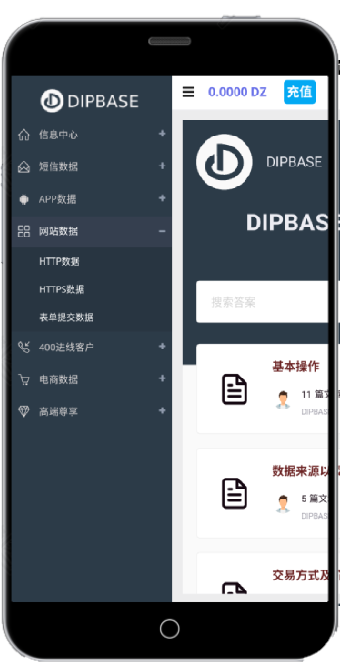 DIPBASE
信息中心
短信数据
APP数据
网站数据
HTTP数据
HTTPS数据
表单提交数据
400法线客户
电商数据
高端尊享
0.0000 DZ 充值
DIPBASE
DIPBAS
搜索答案
基本操作
11 篇文
DIPBAS
数据来源以
5 篇文
DIPBAS
交易方式及